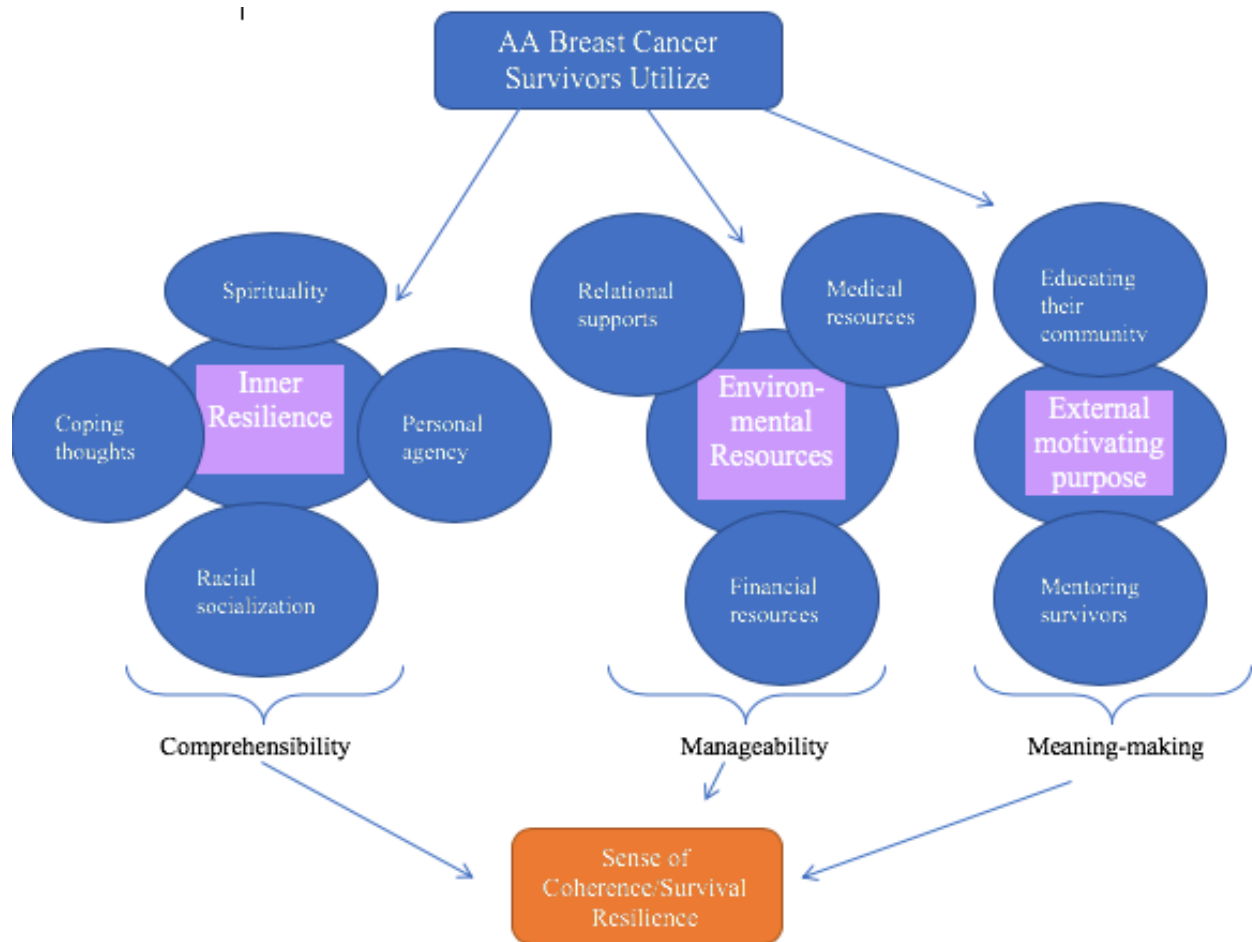 AA Breast Cancer
Survivors Utilize
Spirituality
Coping
thoughts
Inner
Resilience
Personal
agency
Racial
socialization
Relational
supports
Medical
resources
Environ-
mental
Resources
Financial
resources
Educating
their
community
External
motivating
purpose
Mentoring
survivors
Comprehensibility
Manageability
Meaning-making
Sense of
Coherence/Survival
Resilience